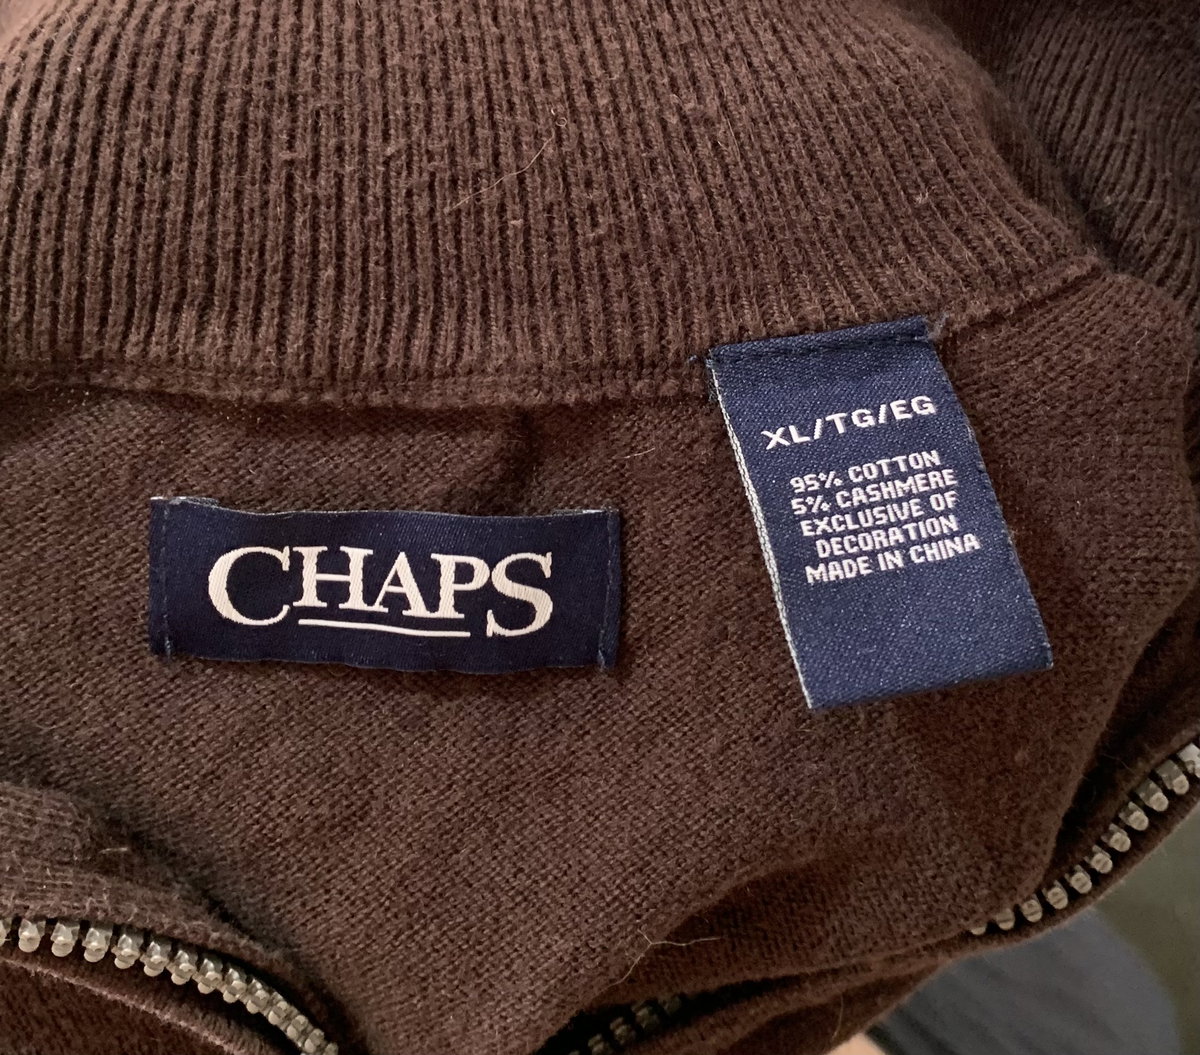 CHAPS
XL/TG/EG
95% COTTON
5% CASHMERE
EXCLUSIVE OF
DECORATION
MADE IN CHINA